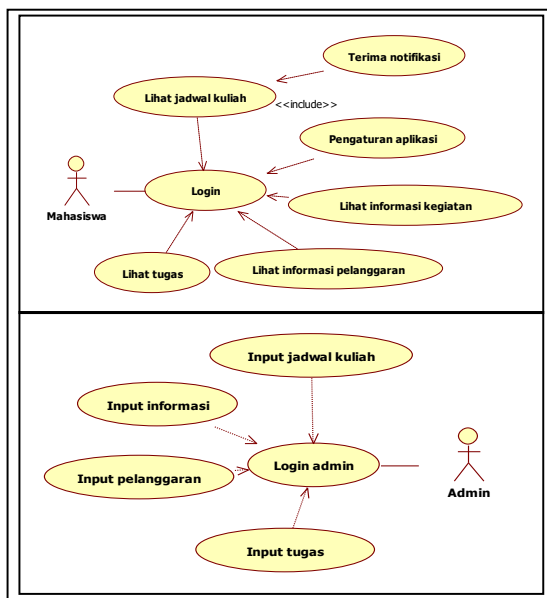 Terima notifikasi
Lihat jadwal kuliah
<<include>>
Pengaturan aplikasi
Login
Mahasiswa
Lihat informasi kegiatan
Lihat tugas
Lihat informasi pelanggaran
Input jadwal kuliah
Input informasi
Login admin
Input pelanggaran
Admin
Input tugas